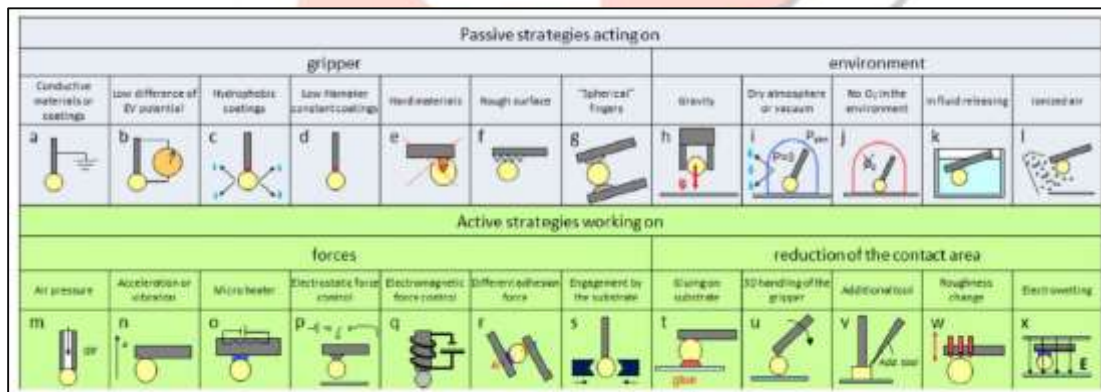 Passive strategies acting on
gripper environment
Conductive materials or coatings
Low difference of EV potential
Hydrophobic coatings
Low Hamaker constant coatings
Hard materials
Rough surface
"Spherical" fingers
Gravity
Dry atmosphere or vacuum
No O₂ in the environment
In fluid releasing
Ionized air
a b c d e f g h i j k l
Active strategies working on
forces reduction of the contact area
Air pressure
Acceleration or vibration
Micro heater
Electrostatic force control
Electromagnetic force control
Different adhesion force
Engagement by the substrate
Gluing on substrate
3D handling of the gripper
Additional tool
Roughness change
Electrowetting
m n o p q r s t u v w x
air
glue
Add. tool
E